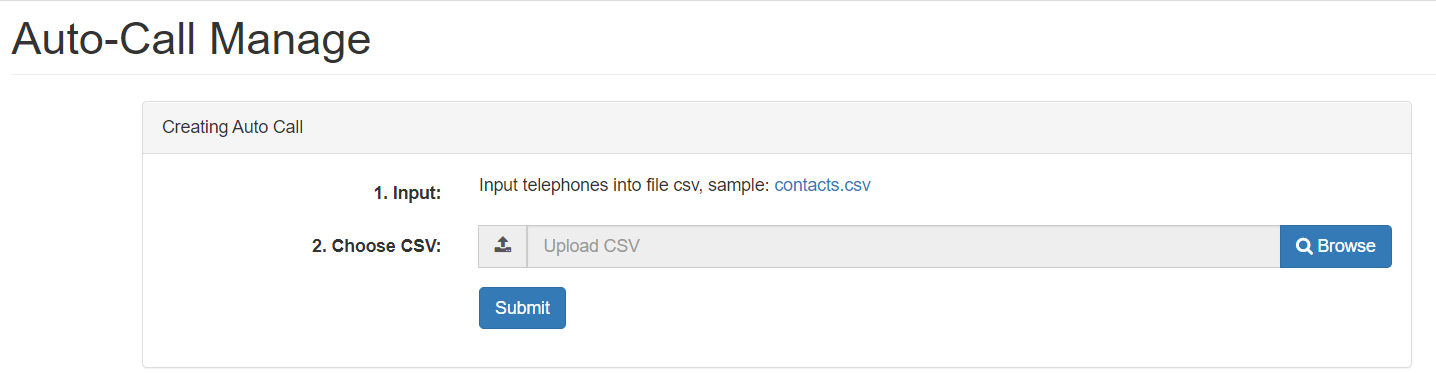 Auto-Call Manage
Creating Auto Call
1. Input: Input telephones into file csv, sample: contacts.csv
2. Choose CSV: Upload CSV Browse
Submit